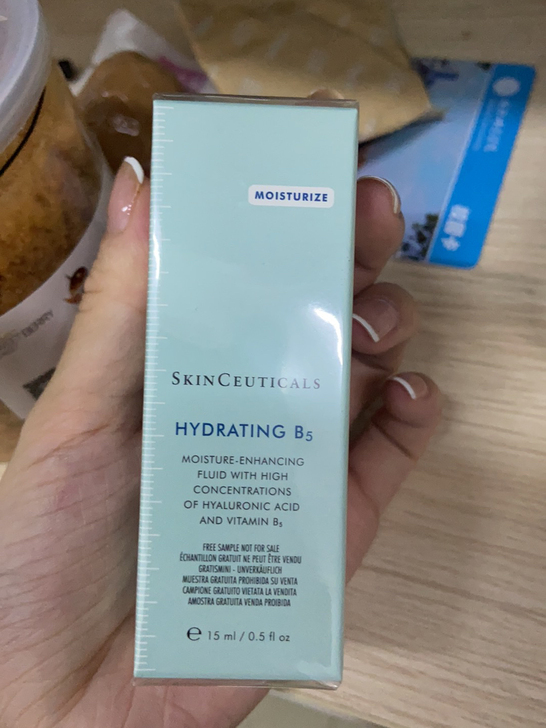 MOISTURIZE
SKINCEUTICALS
HYDRATING B5
MOISTURE-ENHANCING
FLUID WITH HIGH
CONCENTRATIONS
OF HYALURONIC ACID
AND VITAMIN B5
FREE SAMPLE NOT FOR SALE
ÉCHANTILLON GRATUIT NE PEUT ÊTRE VENDU
GRATISMINI - UNVERKÄUFLICH
MUESTRA GRATUITA PROHIBIDA SU VENTA
CAMPIONE GRATUITO VIETATA LA VENDITA
AMOSTRA GRATUITA VENDA PROIBIDA
℮ 15 ml / 0.5 fl oz
BERRY